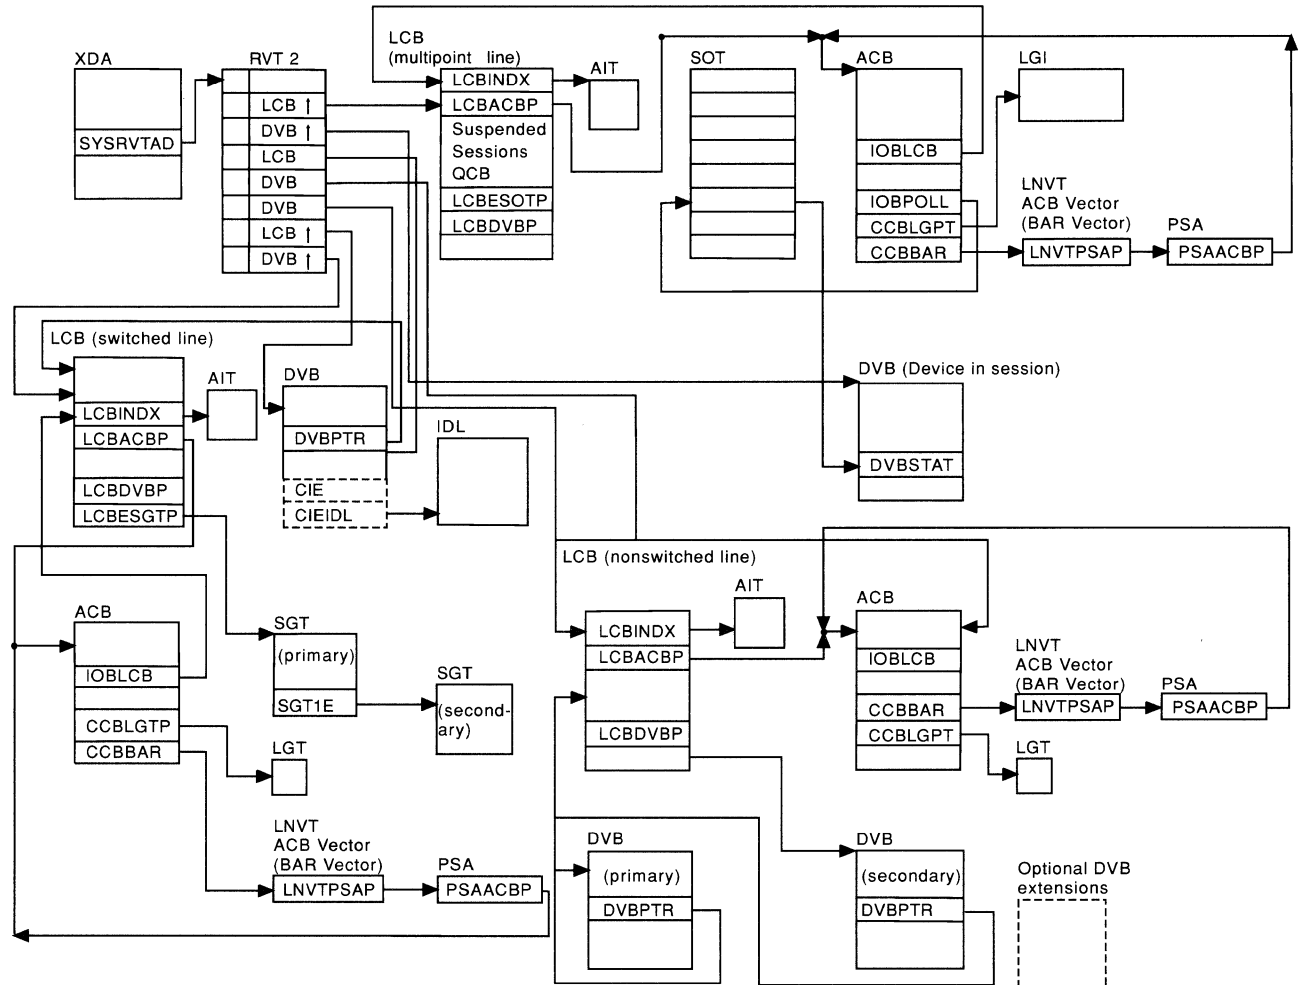 LCB
(multipoint line)
XDA
RVT 2
AIT
SOT
ACB
LGI
LCBINDX
LCB ↑
LCBACBP
SYSRVTAD
DVB ↑
Suspended
Sessions
QCB
LCB
IOBLCB
DVB
DVB
LCBESOTP
IOBPOLL
LNVT
ACB Vector
(BAR Vector)
LCB ↑
LCBDVBP
CCBLGPT
PSA
DVB ↑
CCBBAR
LNVTPSAP
PSAACBP
LCB (switched line)
AIT
DVB
DVB (Device in session)
LCBINDX
LCBACBP
DVBPTR
IDL
DVBSTAT
LCBDVBP
CIE
LCBESGTP
CIEIDL
LCB (nonswitched line)
AIT
ACB
ACB
SGT
(primary)
LCBINDX
LCBACBP
IOBLCB
IOBLCB
SGT1E
SGT
(second-
ary)
LNVT
ACB Vector
(BAR Vector)
PSA
CCBBAR
LNVTPSAP
PSAACBP
CCBLGTP
LCBDVBP
CCBLGPT
CCBBAR
LGT
LGT
LNVT
ACB Vector
(BAR Vector)
PSA
LNVTPSAP
PSAACBP
DVB
(primary)
DVBPTR
DVB
(secondary)
DVBPTR
Optional DVB
extensions